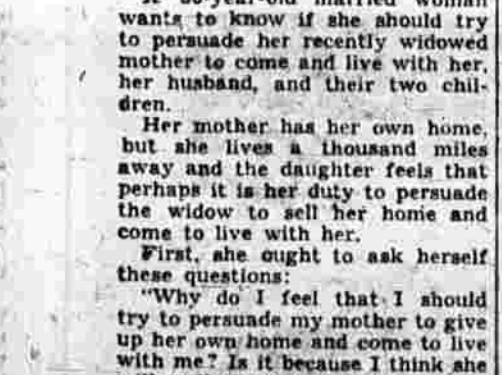 wants to know if she should try
to persuade her recently widowed
mother to come and live with her,
her husband, and their two chil-
dren.
Her mother has her own home,
but she lives a thousand miles
away and the daughter feels that
perhaps it is her duty to persuade
the widow to sell her home and
come to live with her.
First, she ought to ask herself
these questions:
"Why do I feel that I should
try to persuade my mother to give
up her own home and come to live
with me? Is it because I think she